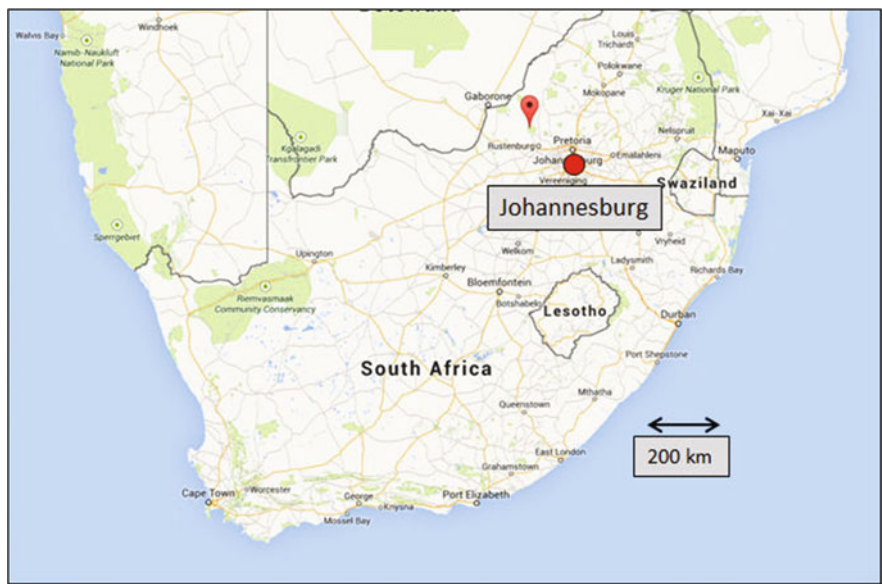 Botswana
Walvis Bay
Windhoek
Louis
Trichardt
Namib-Naukluft
National Park
Polokwane
Mokopane
Kruger National Park
Gaborone
Xai-Xai
Kgalagadi
Transfrontier Park
Pretoria
Nelspruit
Rustenburg
Johannesburg
Emalahleni
Maputo
Vereeniging
Swaziland
Johannesburg
Sperrgebiet
Upington
Welkom
Vryheid
Kimberley
Ladysmith
Richards Bay
Riemvasmaak
Community Conservancy
Bloemfontein
Botshabelo
Lesotho
Durban
South Africa
Port Shepstone
Mthatha
Queenstown
200 km
East London
Grahamstown
Cape Town
Worcester
George
Knysna
Port Elizabeth
Mossel Bay